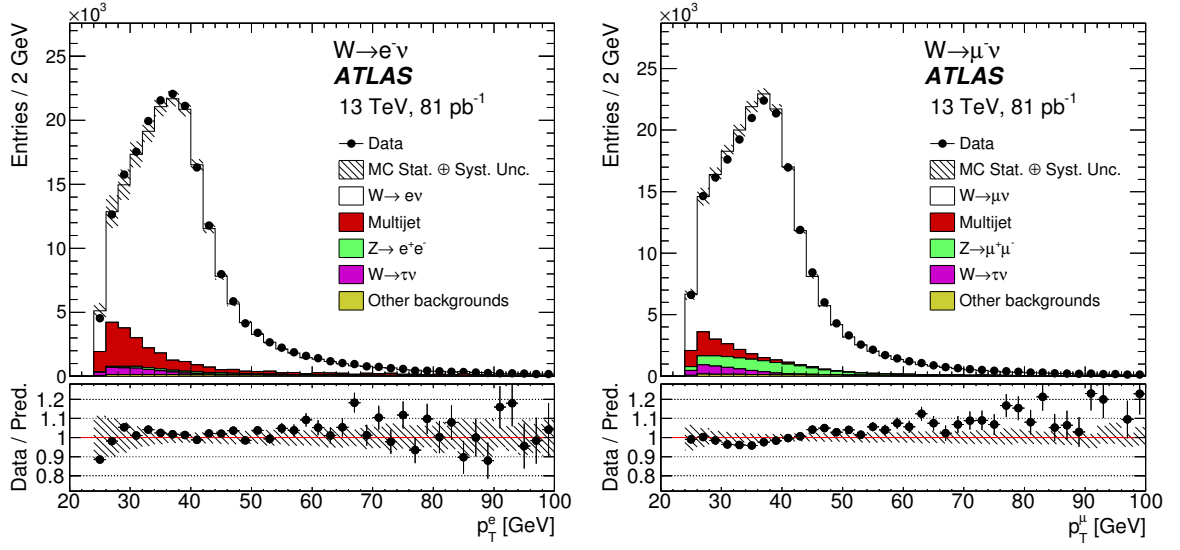 ×10³
Entries / 2 GeV
25
20
15
10
5
0
W→e⁻ν
ATLAS
13 TeV, 81 pb⁻¹
Data
MC Stat. ⊕ Syst. Unc.
W→ eν
Multijet
Z→ e⁺e⁻
W→τν
Other backgrounds
Data / Pred.
1.2
1.1
1
0.9
0.8
20 30 40 50 60 70 80 90 100
p_T^e [GeV]
×10³
Entries / 2 GeV
25
20
15
10
5
0
W→μ⁻ν
ATLAS
13 TeV, 81 pb⁻¹
Data
MC Stat. ⊕ Syst. Unc.
W→μν
Multijet
Z→μ⁺μ⁻
W→τν
Other backgrounds
Data / Pred.
1.2
1.1
1
0.9
0.8
20 30 40 50 60 70 80 90 100
p_T^μ [GeV]